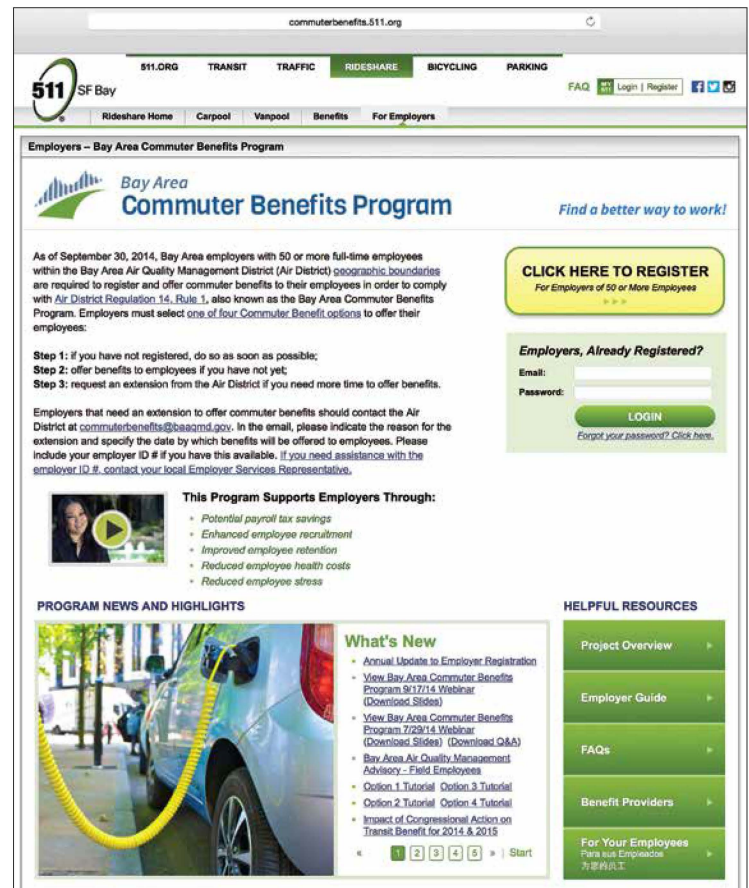 commuterbenefits.511.org
511.ORG TRANSIT TRAFFIC RIDESHARE BICYCLING PARKING
511 SF Bay
FAQ MY 511 Login | Register
Rideshare Home Carpool Vanpool Benefits For Employers
Employers – Bay Area Commuter Benefits Program
Bay Area
Commuter Benefits Program
Find a better way to work!
As of September 30, 2014, Bay Area employers with 50 or more full-time employees
within the Bay Area Air Quality Management District (Air District) geographic boundaries
are required to register and offer commuter benefits to their employees in order to comply
with Air District Regulation 14, Rule 1, also known as the Bay Area Commuter Benefits
Program. Employers must select one of four Commuter Benefit options to offer their
employees:
Step 1: if you have not registered, do so as soon as possible;
Step 2: offer benefits to employees if you have not yet;
Step 3: request an extension from the Air District if you need more time to offer benefits.
Employers that need an extension to offer commuter benefits should contact the Air
District at commuterbenefits@baaqmd.gov. In the email, please indicate the reason for the
extension and specify the date by which benefits will be offered to employees. Please
include your employer ID # if you have this available. If you need assistance with the
employer ID #, contact your local Employer Services Representative.
CLICK HERE TO REGISTER
For Employers of 50 or More Employees
Employers, Already Registered?
Email:
Password:
LOGIN
Forgot your password? Click here.
This Program Supports Employers Through:
Potential payroll tax savings
Enhanced employee recruitment
Improved employee retention
Reduced employee health costs
Reduced employee stress
PROGRAM NEWS AND HIGHLIGHTS
What's New
Annual Update to Employer Registration
View Bay Area Commuter Benefits
Program 9/17/14 Webinar
(Download Slides)
View Bay Area Commuter Benefits
Program 7/29/14 Webinar
(Download Slides) (Download Q&A)
Bay Area Air Quality Management
Advisory - Field Employees
Option 1 Tutorial Option 3 Tutorial
Option 2 Tutorial Option 4 Tutorial
Impact of Congressional Action on
Transit Benefit for 2014 & 2015
« 1 2 3 4 5 » | Start
HELPFUL RESOURCES
Project Overview
Employer Guide
FAQs
Benefit Providers
For Your Employees
Para sus Empleados
为您的员工